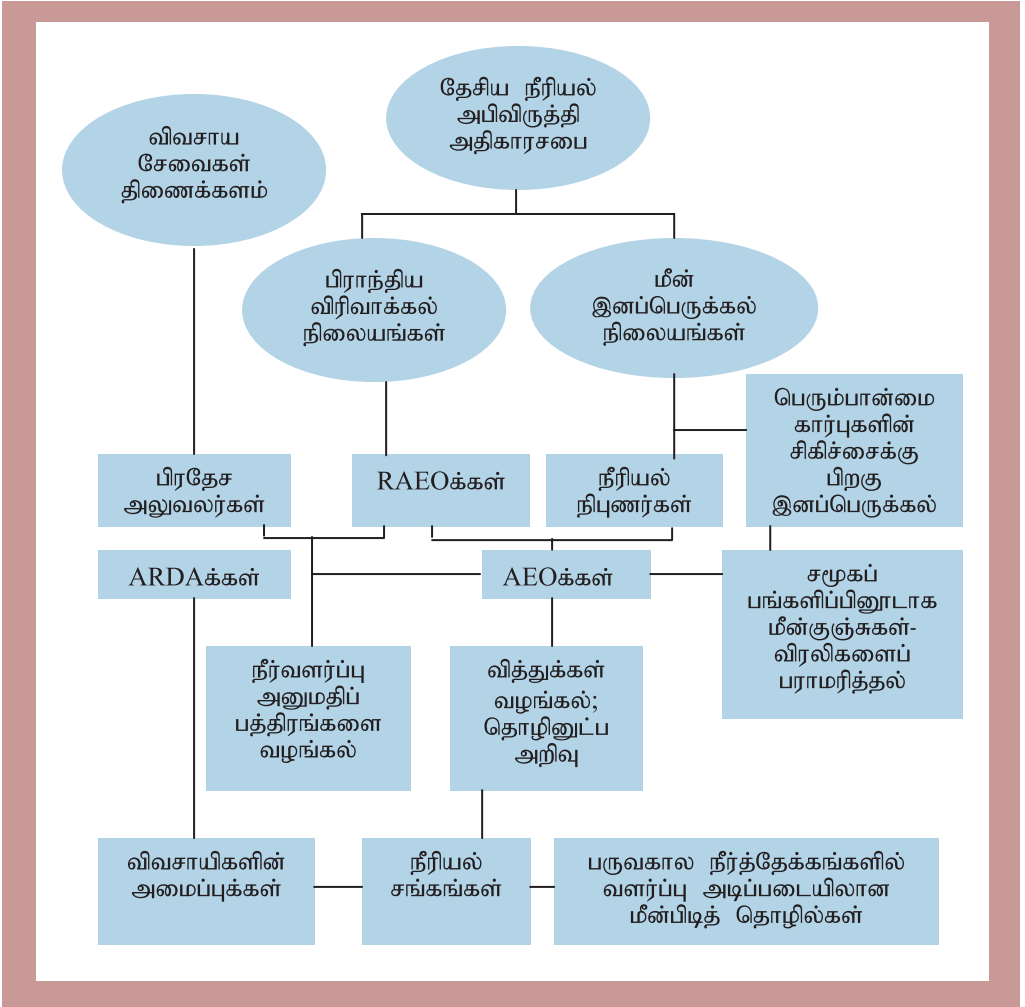 தேசிய நீரியல்
அபிவிருத்தி
அதிகாரசபை
விவசாய
சேவைகள்
திணைக்களம்
பிராந்திய
விரிவாக்கல்
நிலையங்கள்
மீன்
இனப்பெருக்கல்
நிலையங்கள்
பெரும்பான்மை
கார்புகளின்
சிகிச்சைக்கு
பிறகு
இனப்பெருக்கல்
பிரதேச
அலுவலர்கள்
RAEOக்கள்
நீரியல்
நிபுணர்கள்
ARDAக்கள்
AEOக்கள்
சமூகப்
பங்களிப்பினூடாக
மீன்குஞ்சுகள்-
விரலிகளைப்
பராமரித்தல்
நீர்வளர்ப்பு
அனுமதிப்
பத்திரங்களை
வழங்கல்
வித்துக்கள்
வழங்கல்;
தொழினுட்ப
அறிவு
விவசாயிகளின்
அமைப்புக்கள்
நீரியல்
சங்கங்கள்
பருவகால நீர்த்தேக்கங்களில்
வளர்ப்பு அடிப்படையிலான
மீன்பிடித் தொழில்கள்